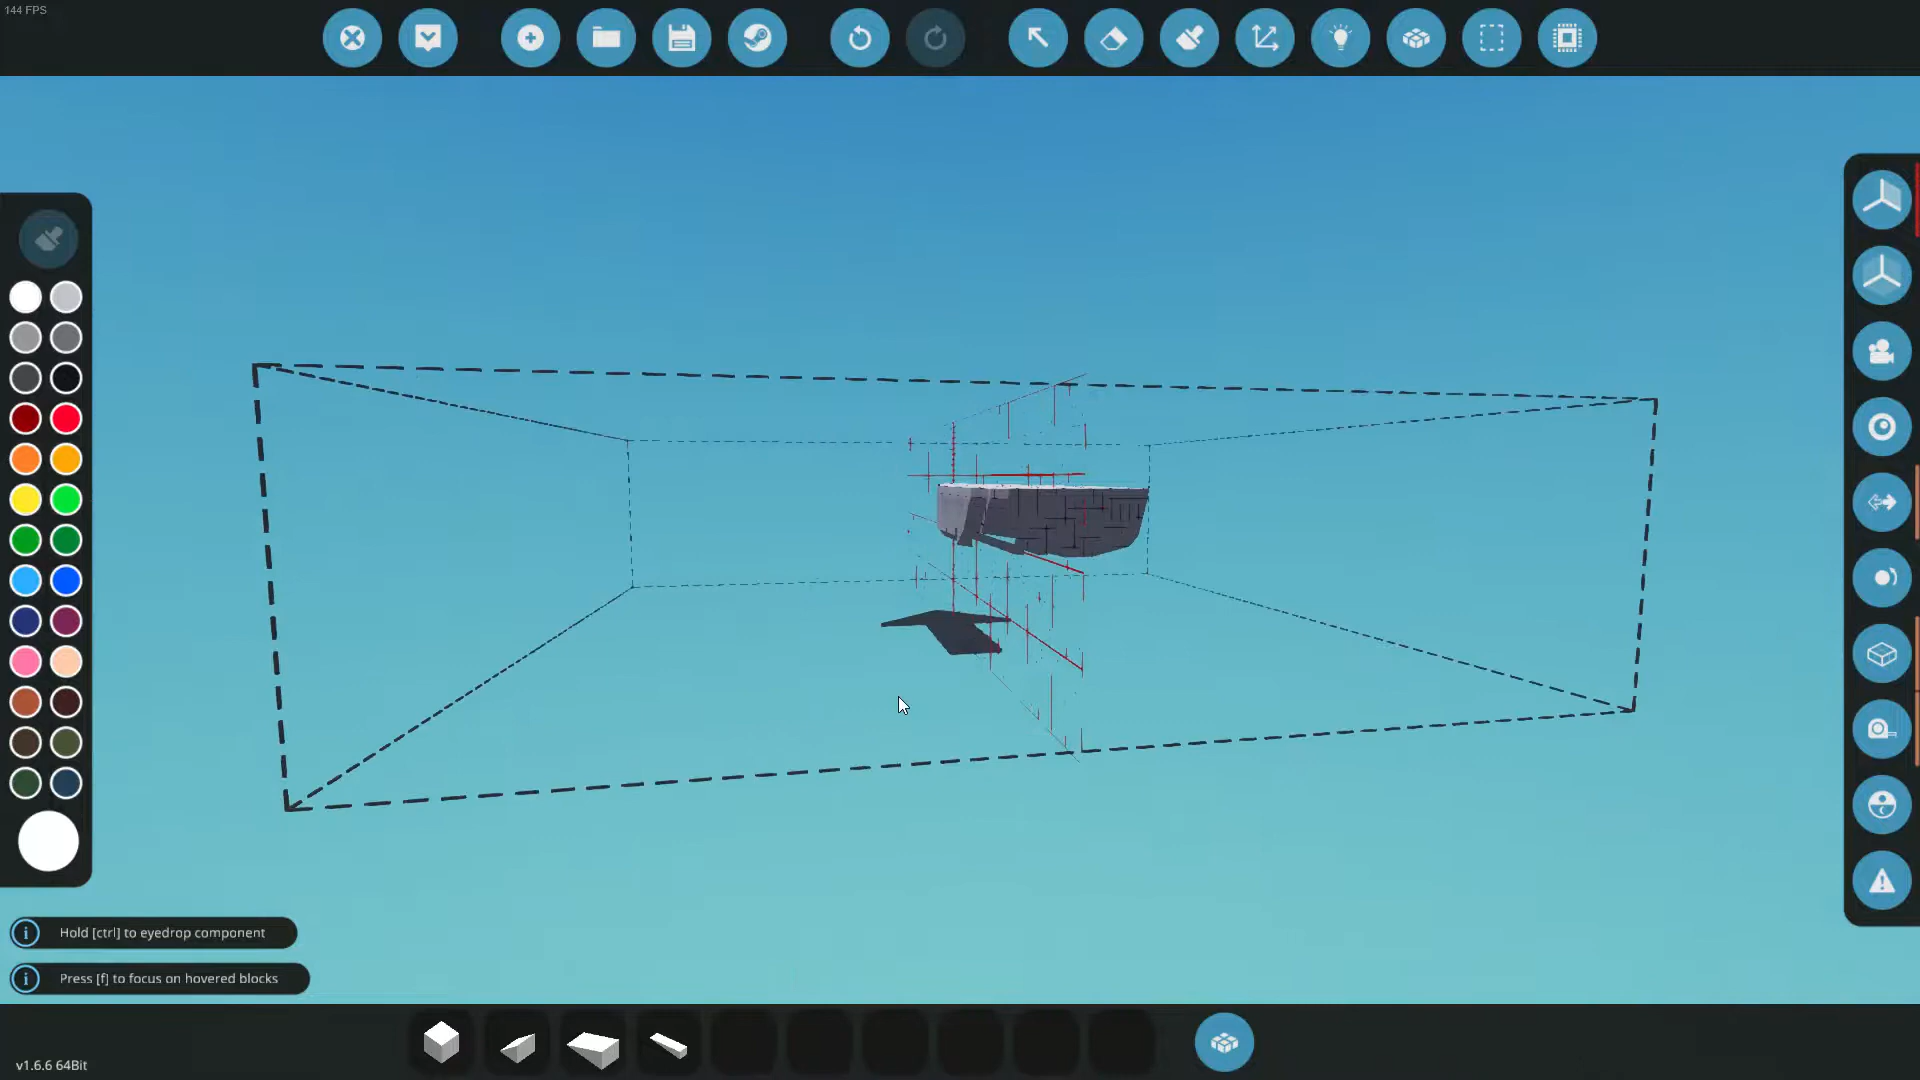 144 FPS
Hold [ctrl] to eyedrop component
Press [f] to focus on hovered blocks
v1.6.6 64Bit